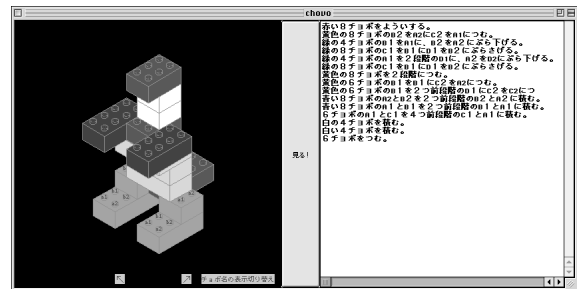 chovo
赤い８チョボをよういする。
黄色の８チョボのB2をA2にC2をA1につむ。
緑の４チョボのB1をA1に、B2をA2にぶら下げる。
緑の８チョボのC1をB1にD1をB2にぶらさげる。
緑の４チョボのA1を２段階のD1に、A2をD2にぶら下げる。
緑の８チョボのC1をB1にD1をB2にぶらさげる。
黄色の８チョボを２段階につむ。
黄色の６チョボのB1をB1にC2をA2につむ。
黄色の６チョボのB1を２つ前段階のD1にC2をC2につ
青い８チョボのA2とB2を２つ前段階のB2とA2に積む。
青い８チョボのA1とB1を２つ前段階のB1とA1に積む。
６チョボのA1とC1を４つ前段階のC1とA1に積む。
白の４チョボを積む。
白い４チョボを積む。
６チョボをつむ。
見る!
チョボ名の表示切り替え